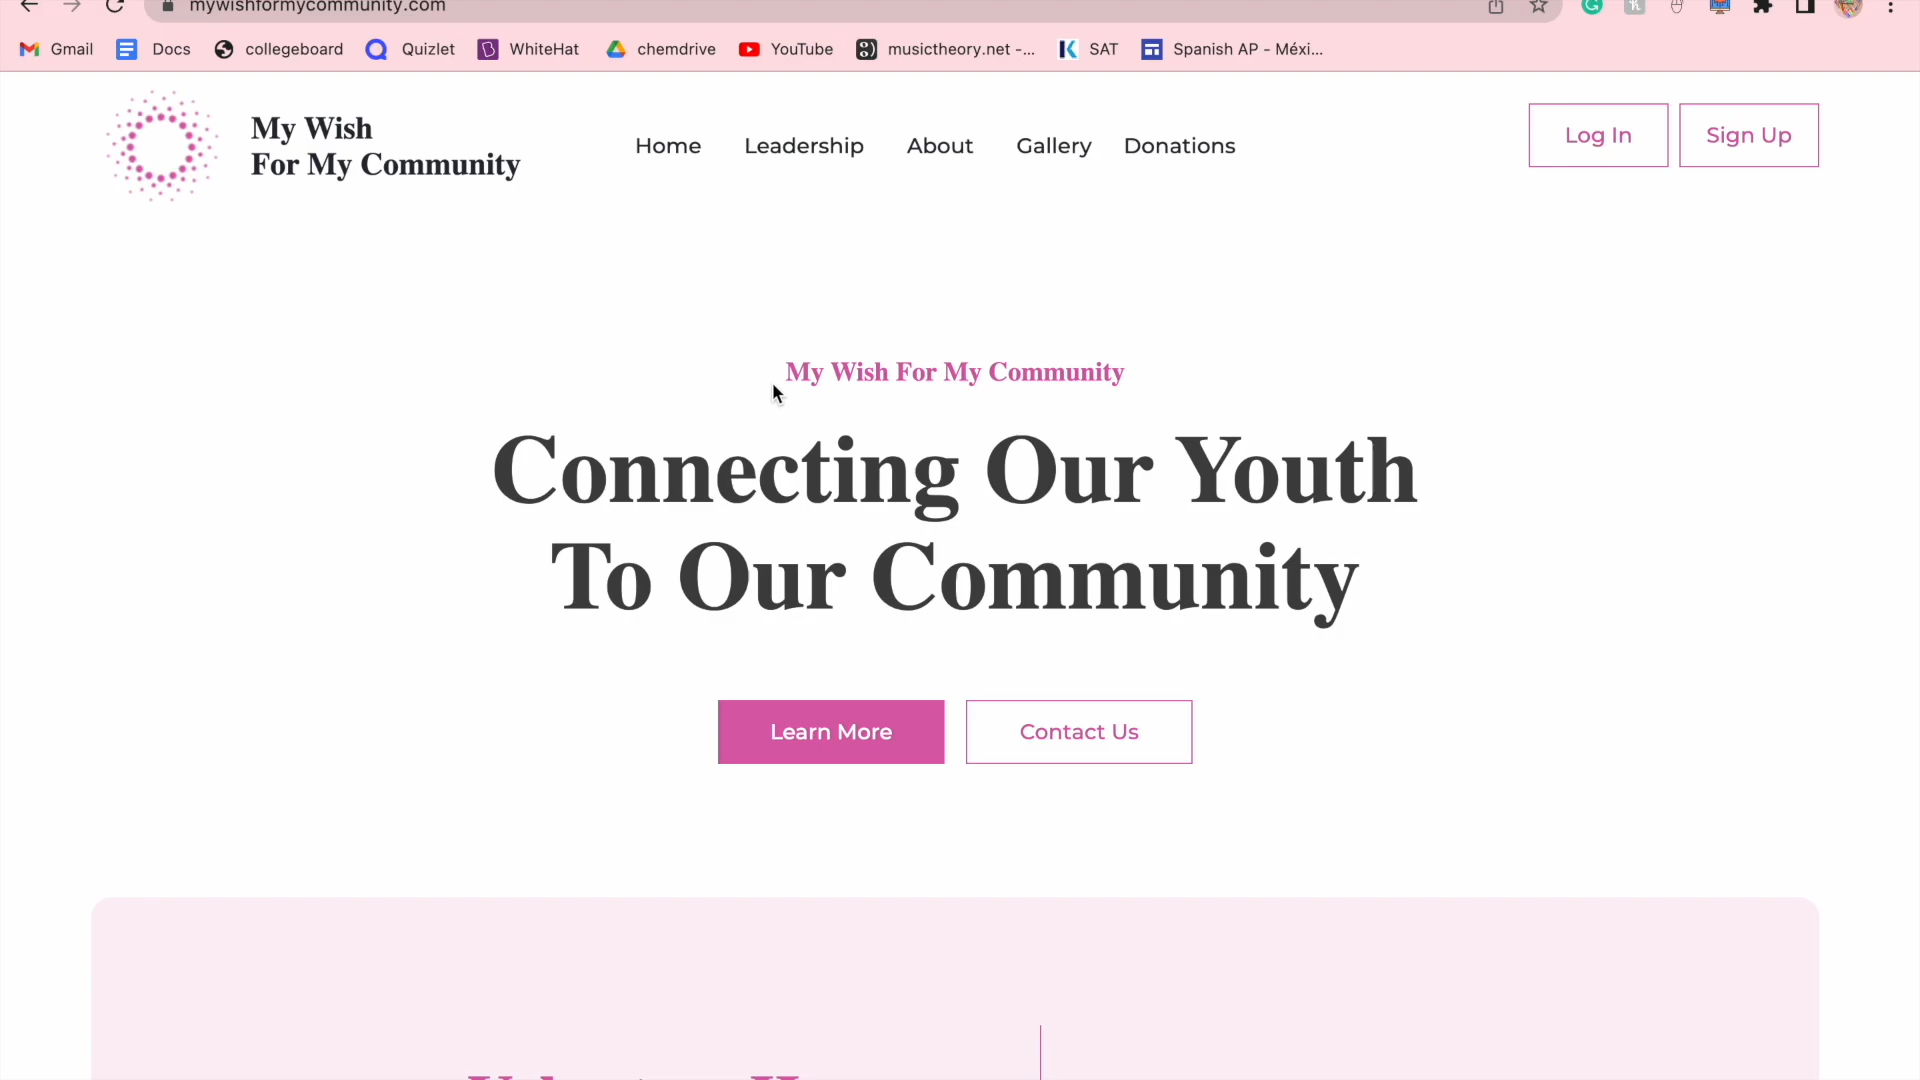 mywishformycommunity.com
Gmail Docs collegeboard Quizlet WhiteHat chemdrive YouTube musictheory.net -... SAT Spanish AP - Méxi...
My Wish
For My Community
Home Leadership About Gallery Donations
Log In Sign Up
My Wish For My Community
Connecting Our Youth
To Our Community
Learn More Contact Us